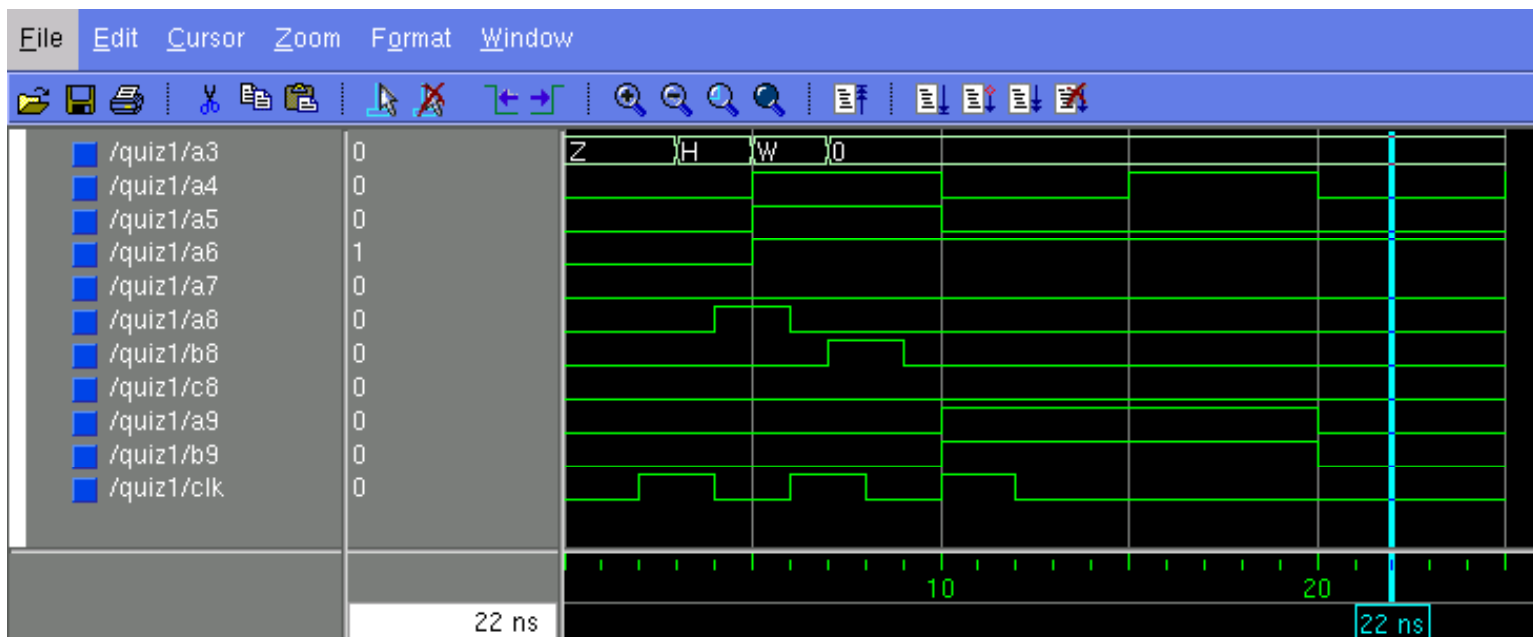 File Edit Cursor Zoom Format Window
/quiz1/a3 0 Z H W 0
/quiz1/a4 0
/quiz1/a5 0
/quiz1/a6 1
/quiz1/a7 0
/quiz1/a8 0
/quiz1/b8 0
/quiz1/c8 0
/quiz1/a9 0
/quiz1/b9 0
/quiz1/clk 0
10 20
22 ns 22 ns